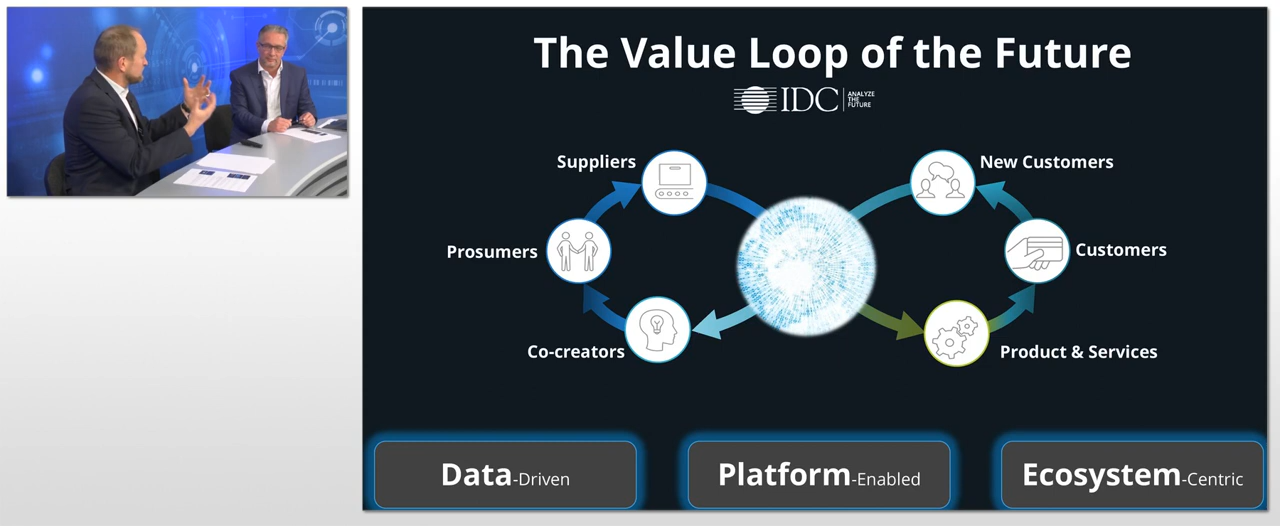 The Value Loop of the Future
IDC
ANALYZE
THE
FUTURE
Suppliers
New Customers
Prosumers
Customers
Co-creators
Product & Services
Data-Driven
Platform-Enabled
Ecosystem-Centric